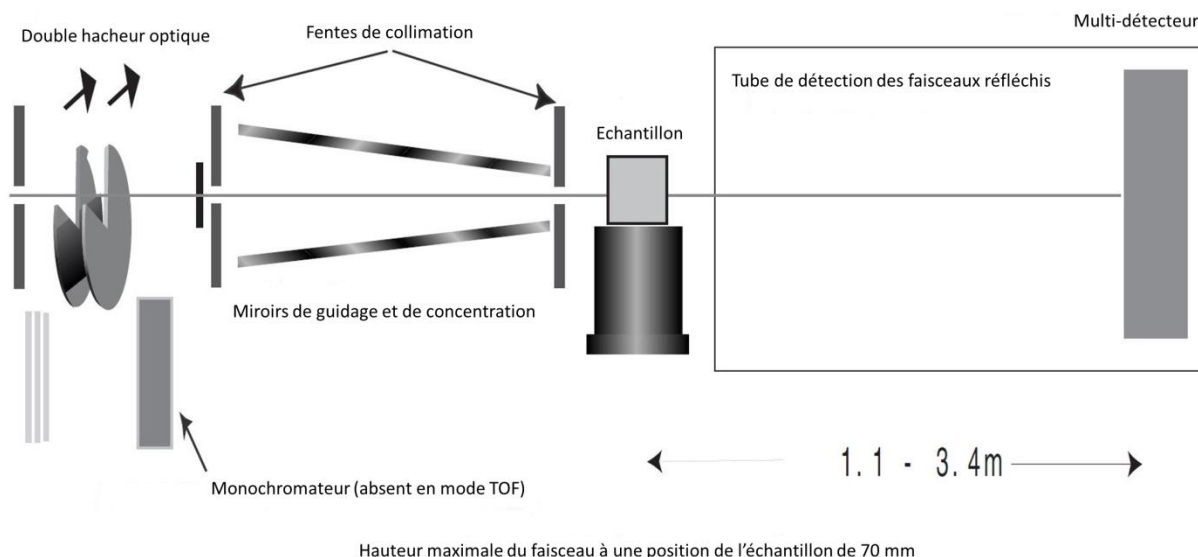 Multi-détecteur
Double hacheur optique
Fentes de collimation
Tube de détection des faisceaux réfléchis
Echantillon
Miroirs de guidage et de concentration
1.1 - 3.4m
Monochromateur (absent en mode TOF)
Hauteur maximale du faisceau à une position de l’échantillon de 70 mm